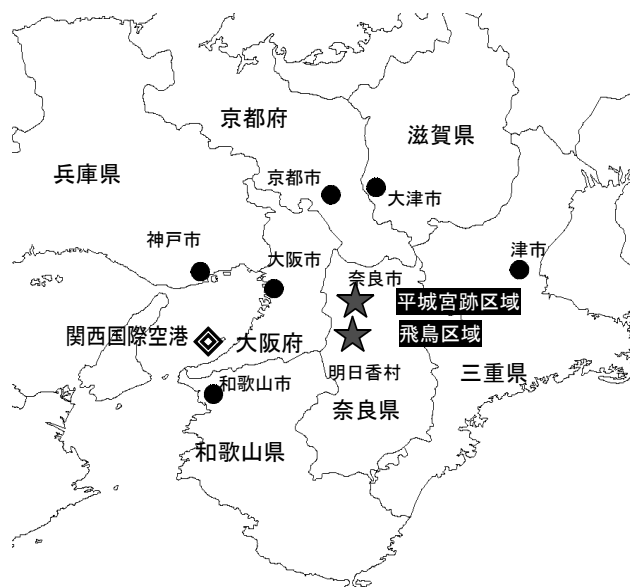 京都府
滋賀県
兵庫県
京都市
大津市
神戸市
大阪市
津市
奈良市
平城宮跡区域
関西国際空港
大阪府
飛鳥区域
明日香村
三重県
和歌山市
奈良県
和歌山県